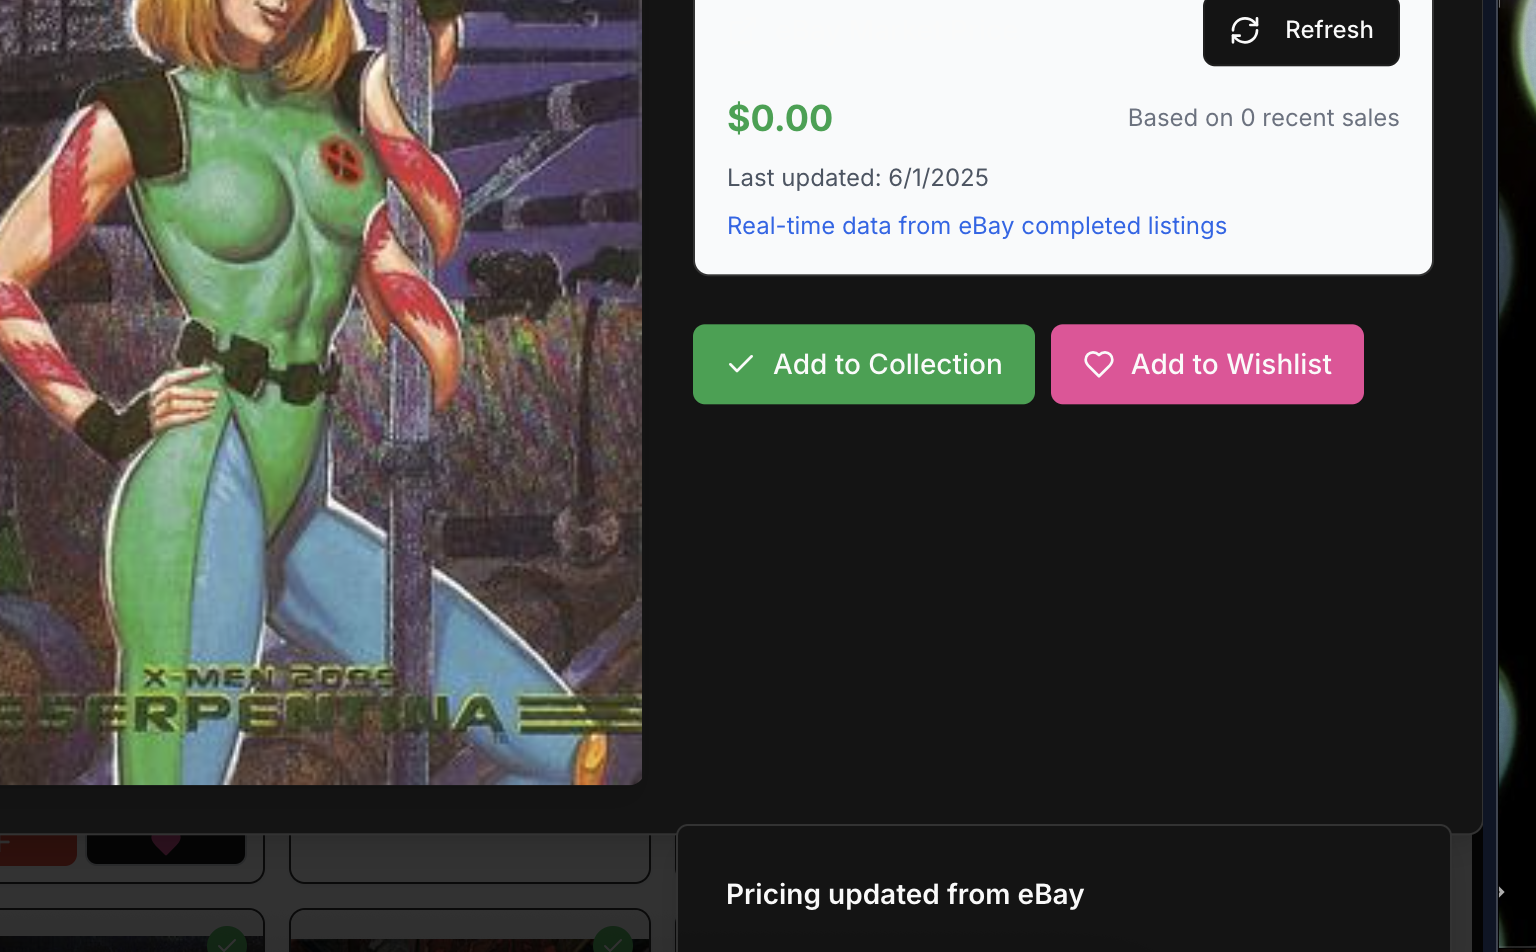 Refresh
$0.00
Based on 0 recent sales
Last updated: 6/1/2025
Real-time data from eBay completed listings
Add to Collection
Add to Wishlist
X-MEN 2099
SERPENTINA
Pricing updated from eBay